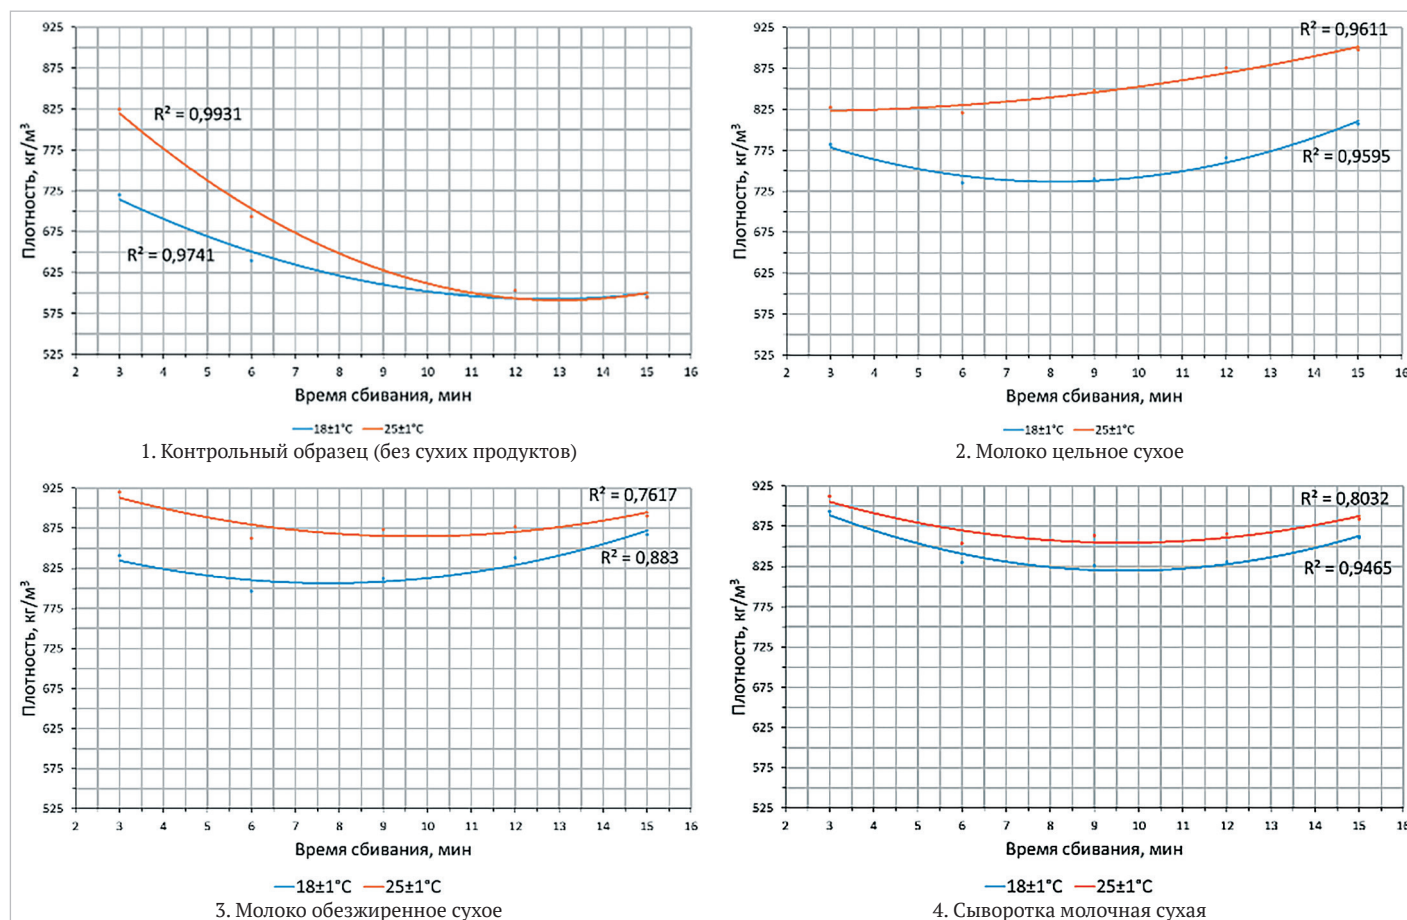 925
875
825
775
725
675
625
575
525
Плотность, кг/м³
R² = 0,9931
R² = 0,9741
2 3 4 5 6 7 8 9 10 11 12 13 14 15 16
Время сбивания, мин
18±1°C 25±1°C
1. Контрольный образец (без сухих продуктов)
925
875
825
775
725
675
625
575
525
Плотность, кг/м³
R² = 0,9611
R² = 0,9595
2 3 4 5 6 7 8 9 10 11 12 13 14 15 16
Время сбивания, мин
18±1°C 25±1°C
2. Молоко цельное сухое
925
875
825
775
725
675
625
575
525
Плотность, кг/м³
R² = 0,7617
R² = 0,883
2 3 4 5 6 7 8 9 10 11 12 13 14 15 16
Время сбивания, мин
18±1°C 25±1°C
3. Молоко обезжиренное сухое
925
875
825
775
725
675
625
575
525
Плотность, кг/м³
R² = 0,8032
R² = 0,9465
2 3 4 5 6 7 8 9 10 11 12 13 14 15 16
Время сбивания, мин
18±1°C 25±1°C
4. Сыворотка молочная сухая